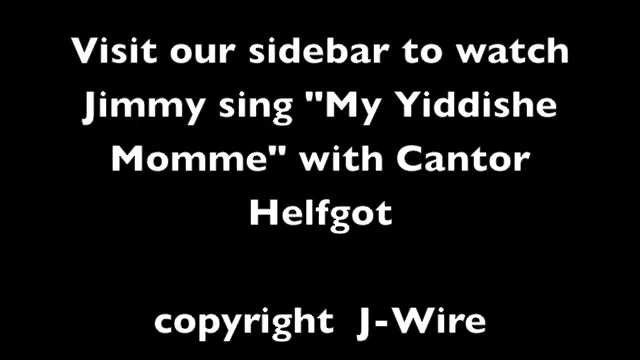 Visit our sidebar to watch
Jimmy sing "My Yiddishe
Momme" with Cantor
Helfgot
copyright  J-Wire